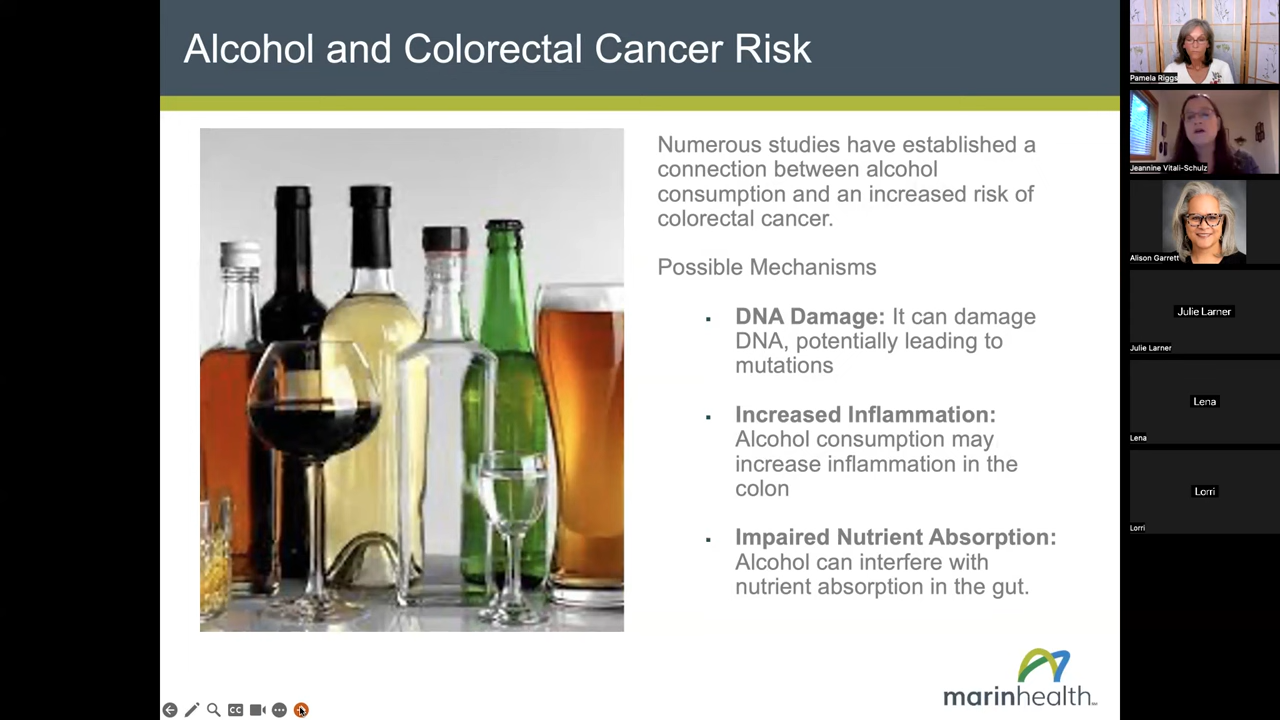 Alcohol and Colorectal Cancer Risk
Numerous studies have established a
connection between alcohol
consumption and an increased risk of
colorectal cancer.
Possible Mechanisms
▪ DNA Damage: It can damage
DNA, potentially leading to
mutations
▪ Increased Inflammation:
Alcohol consumption may
increase inflammation in the
colon
▪ Impaired Nutrient Absorption:
Alcohol can interfere with
nutrient absorption in the gut.
marinhealth
SM
CC
Pamela Riggs
Jeannine Vitali-Schulz
Alison Garrett
Julie Larner
Julie Larner
Lena
Lena
Lorri
Lorri